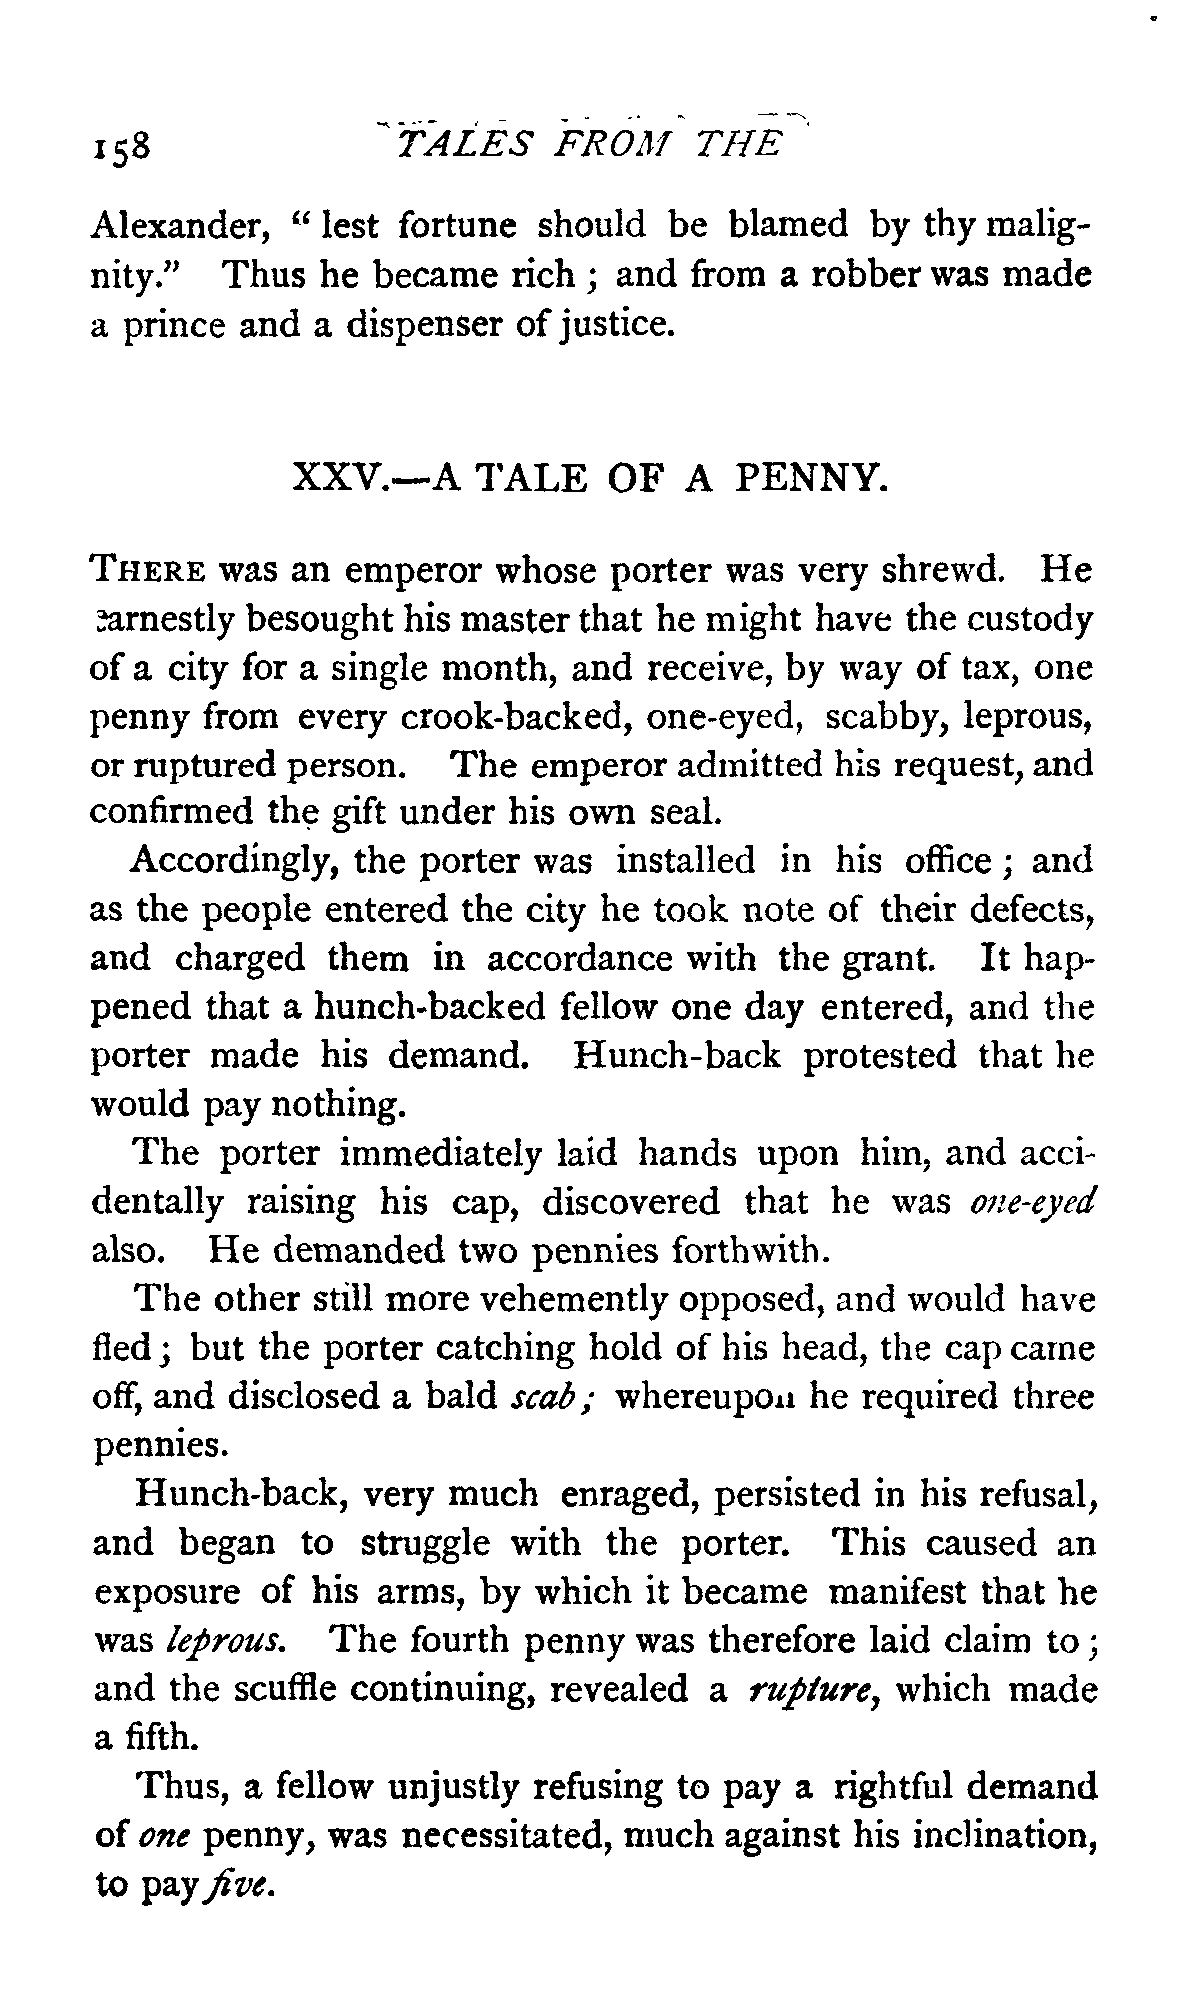 158 TALES FROM THE
Alexander, “ lest fortune should be blamed by thy malig-
nity.” Thus he became rich ; and from a robber was made
a prince and a dispenser of justice.
XXV.—A TALE OF A PENNY.
THERE was an emperor whose porter was very shrewd. He
earnestly besought his master that he might have the custody
of a city for a single month, and receive, by way of tax, one
penny from every crook-backed, one-eyed, scabby, leprous,
or ruptured person. The emperor admitted his request, and
confirmed the gift under his own seal.
Accordingly, the porter was installed in his office ; and
as the people entered the city he took note of their defects,
and charged them in accordance with the grant. It hap-
pened that a hunch-backed fellow one day entered, and the
porter made his demand. Hunch-back protested that he
would pay nothing.
The porter immediately laid hands upon him, and acci-
dentally raising his cap, discovered that he was one-eyed
also. He demanded two pennies forthwith.
The other still more vehemently opposed, and would have
fled ; but the porter catching hold of his head, the cap came
off, and disclosed a bald scab ; whereupon he required three
pennies.
Hunch-back, very much enraged, persisted in his refusal,
and began to struggle with the porter. This caused an
exposure of his arms, by which it became manifest that he
was leprous. The fourth penny was therefore laid claim to ;
and the scuffle continuing, revealed a rupture, which made
a fifth.
Thus, a fellow unjustly refusing to pay a rightful demand
of one penny, was necessitated, much against his inclination,
to pay five.